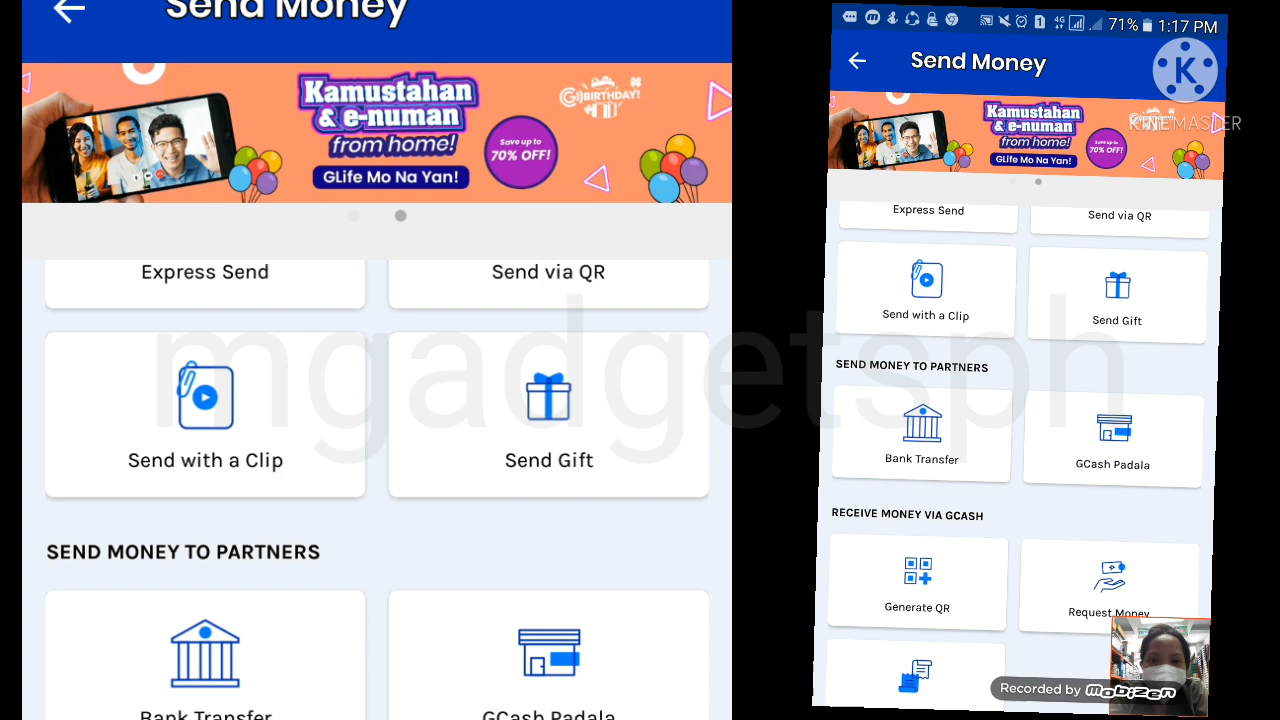 Send Money
Kamustahan
& e-numan
from home!
GLife Mo Na Yan!
Save up to
70% OFF!
G BIRTHDAY!
Express Send
Send via QR
Send with a Clip
Send Gift
SEND MONEY TO PARTNERS
Bank Transfer
GCash Padala
mgadgetsph
4G
1
71%
1:17 PM
Send Money
K
KINEMASTER
Kamustahan
& e-numan
from home!
GLife Mo Na Yan!
Save up to
70% OFF!
Express Send
Send via QR
Send with a Clip
Send Gift
SEND MONEY TO PARTNERS
Bank Transfer
GCash Padala
RECEIVE MONEY VIA GCASH
Generate QR
Request Money
Recorded by Mobizen